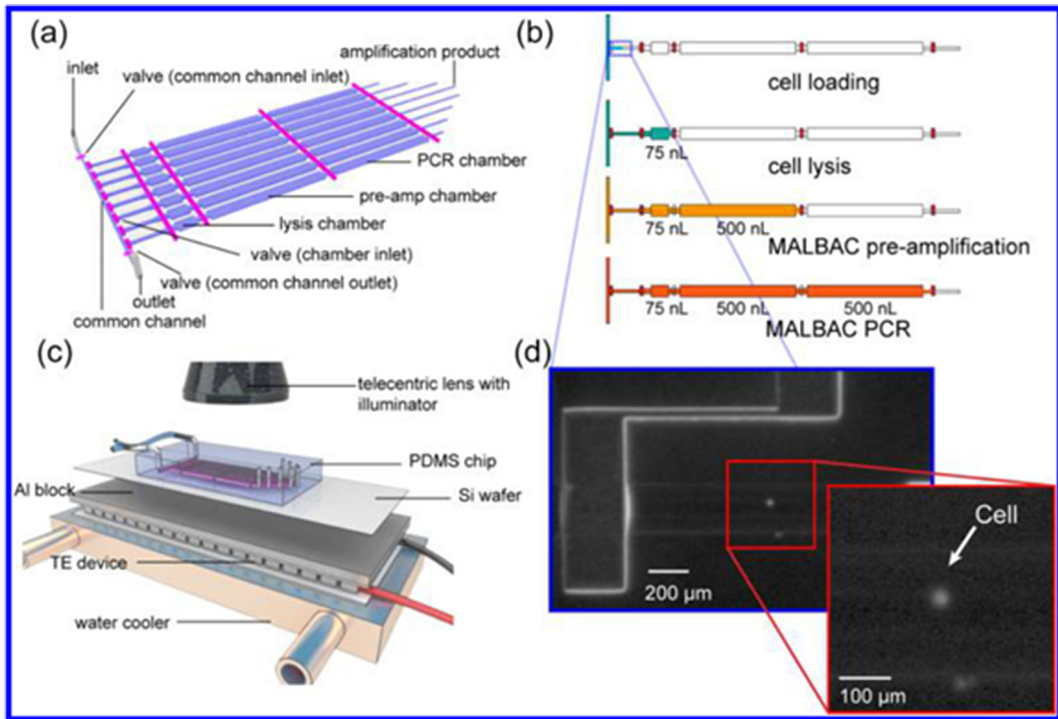 (a)
amplification product
inlet
valve (common channel inlet)
PCR chamber
pre-amp chamber
lysis chamber
valve (chamber inlet)
valve (common channel outlet)
outlet
common channel
(b)
cell loading
75 nL
cell lysis
75 nL 500 nL
MALBAC pre-amplification
75 nL 500 nL 500 nL
MALBAC PCR
(c)
telecentric lens with
illuminator
PDMS chip
Al block
Si wafer
TE device
water cooler
(d)
200 µm
Cell
100 µm